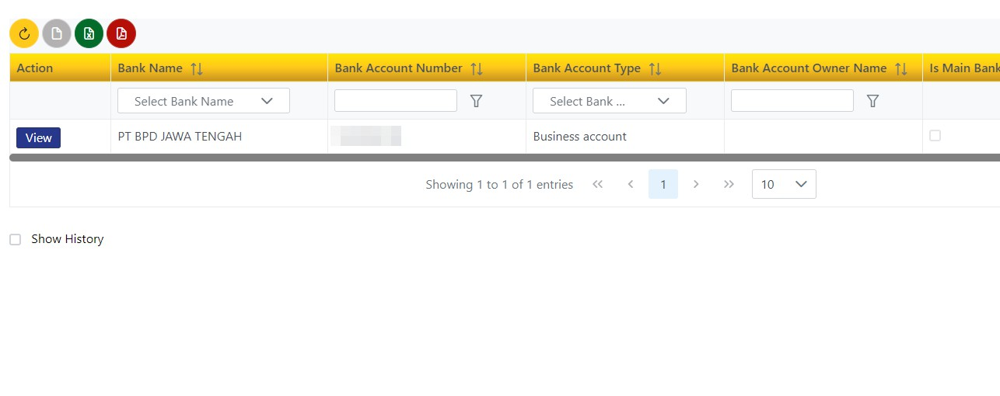 Action Bank Name Bank Account Number Bank Account Type Bank Account Owner Name Is Main Bank
Select Bank Name Select Bank ...
View PT BPD JAWA TENGAH Business account
Showing 1 to 1 of 1 entries 1 10
Show History